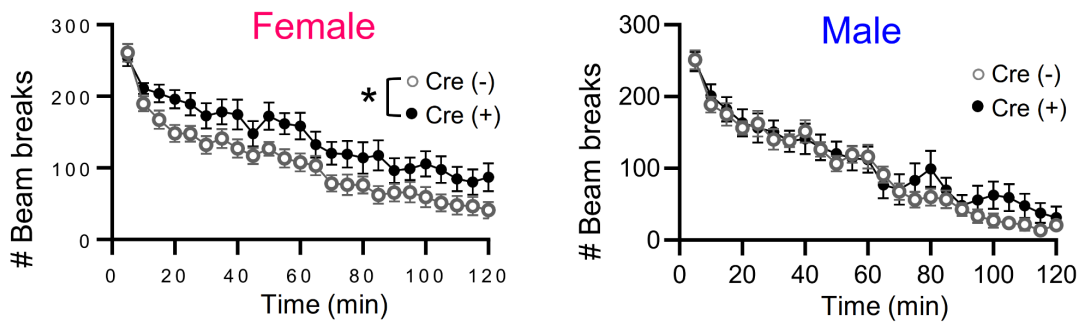 Female
# Beam breaks
300
200
100
0
* Cre (-)
Cre (+)
0 20 40 60 80 100 120
Time (min)
Male
# Beam breaks
300
200
100
0
Cre (-)
Cre (+)
0 20 40 60 80 100 120
Time (min)